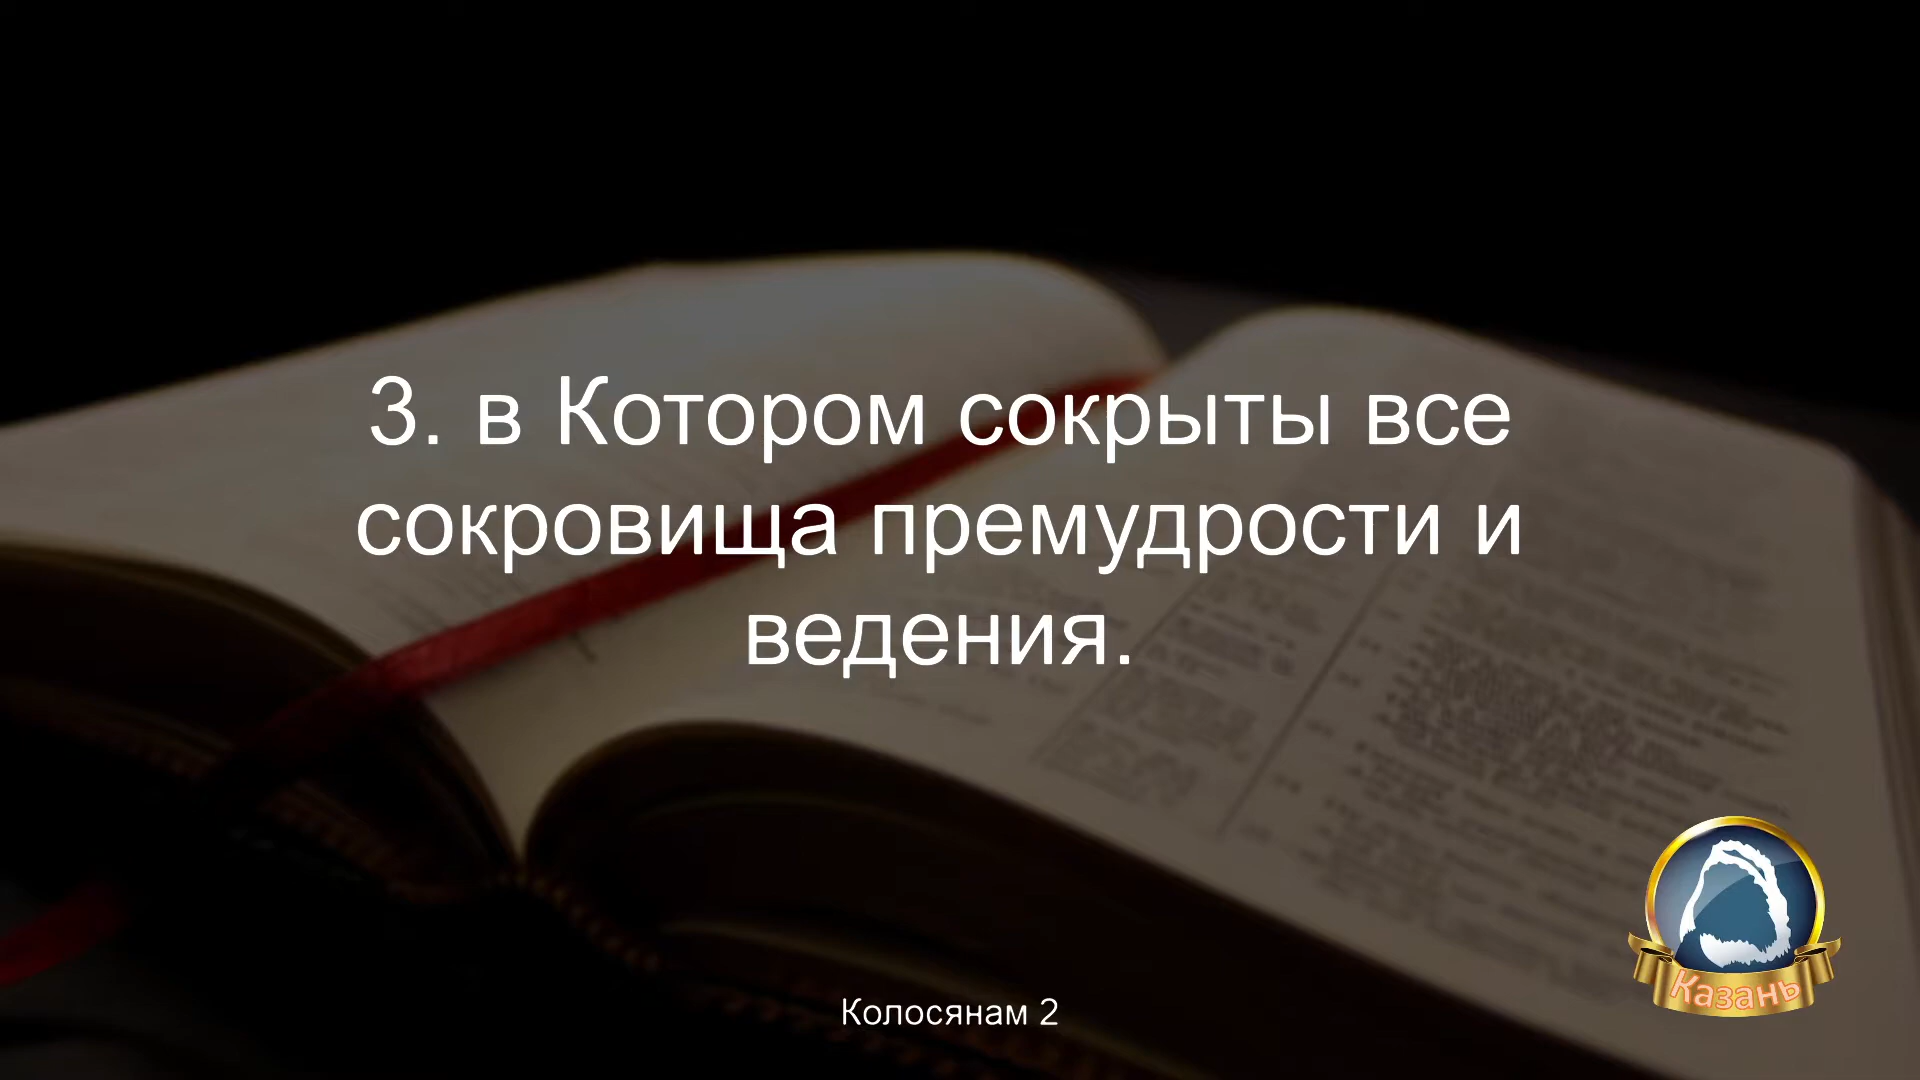 3. в Котором сокрыты все
сокровища премудрости и
ведения.
Казань
Колосянам 2